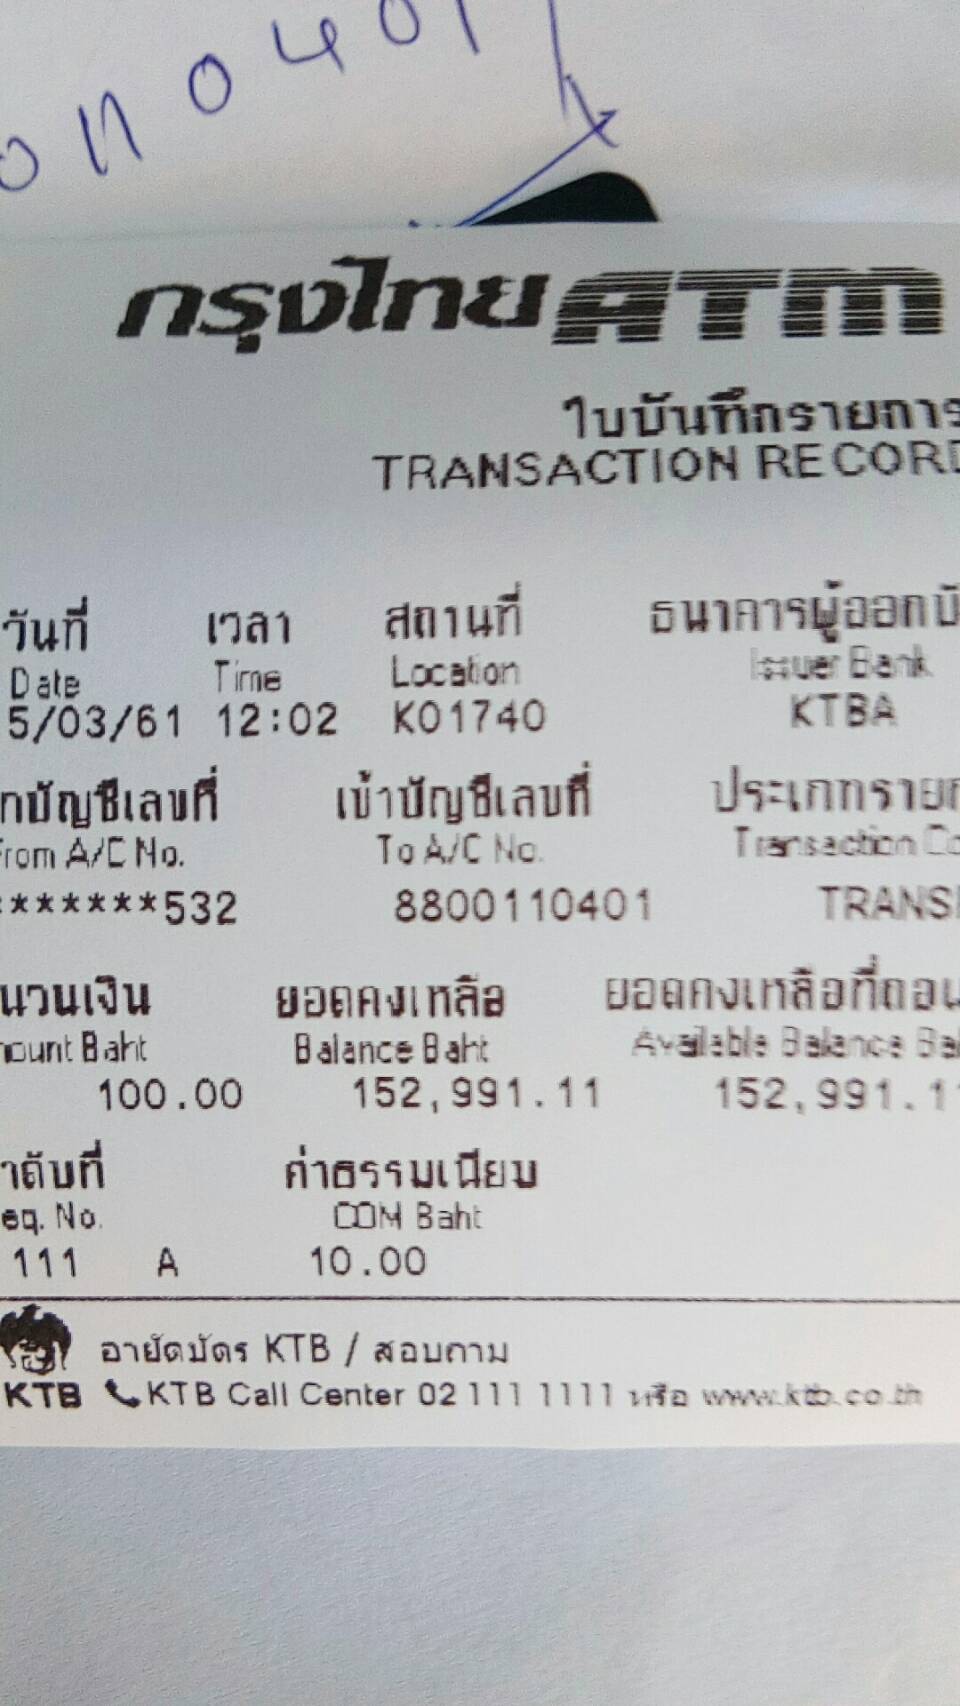 0110401
กรุงไทย ATM
ใบบันทึกรายการ
TRANSACTION RECORD
วันที่ เวลา สถานที่ ธนาคารผู้ออกบั
Date Time Location Issuer Bank
5/03/61 12:02 K01740 KTBA
กบัญชีเลขที่ เข้าบัญชีเลขที่ ประเภทราย
From A/C No. To A/C No. Transaction Co
*******532 8800110401 TRANS
นวนเงิน ยอดคงเหลือ ยอดคงเหลือที่ถอน
mount Baht Balance Baht Available Balance Bah
100.00 152,991.11 152,991.11
าดับที่ ค่าธรรมเนียม
eq. No. COM Baht
111 A 10.00
อายัดบัตร KTB / สอบถาม
KTB KTB Call Center 02 111 1111 หรือ www.ktb.co.th